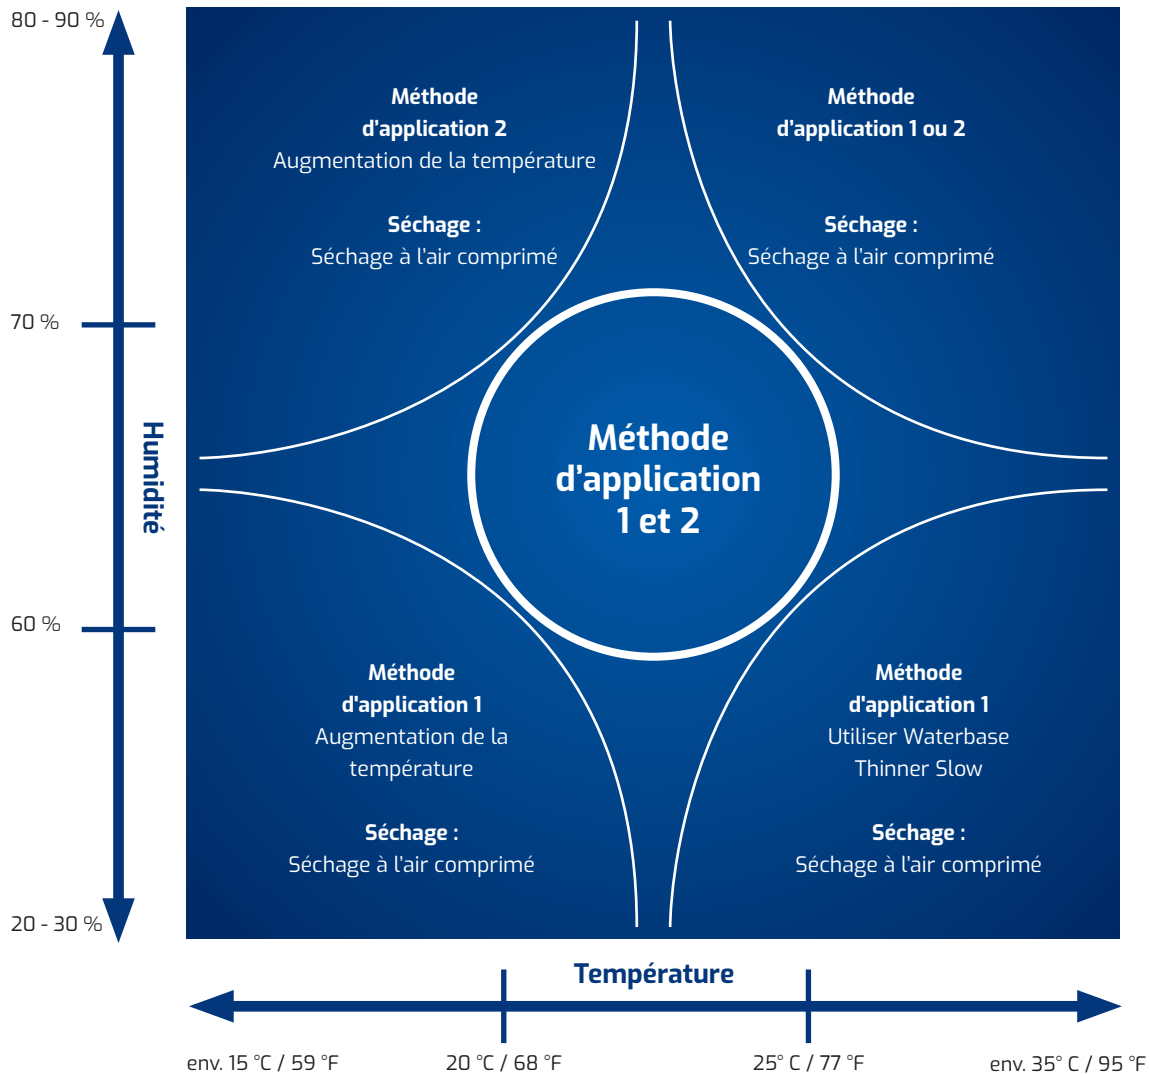 80 - 90 %
Méthode
d’application 2
Augmentation de la température
Séchage :
Séchage à l’air comprimé
Méthode
d’application 1 ou 2
Séchage :
Séchage à l’air comprimé
70 %
Humidité
Méthode
d’application
1 et 2
60 %
Méthode
d'application 1
Augmentation de la
température
Séchage :
Séchage à l’air comprimé
Méthode
d'application 1
Utiliser Waterbase
Thinner Slow
Séchage :
Séchage à l’air comprimé
20 - 30 %
Température
env. 15 °C / 59 °F
20 °C / 68 °F
25° C / 77 °F
env. 35° C / 95 °F